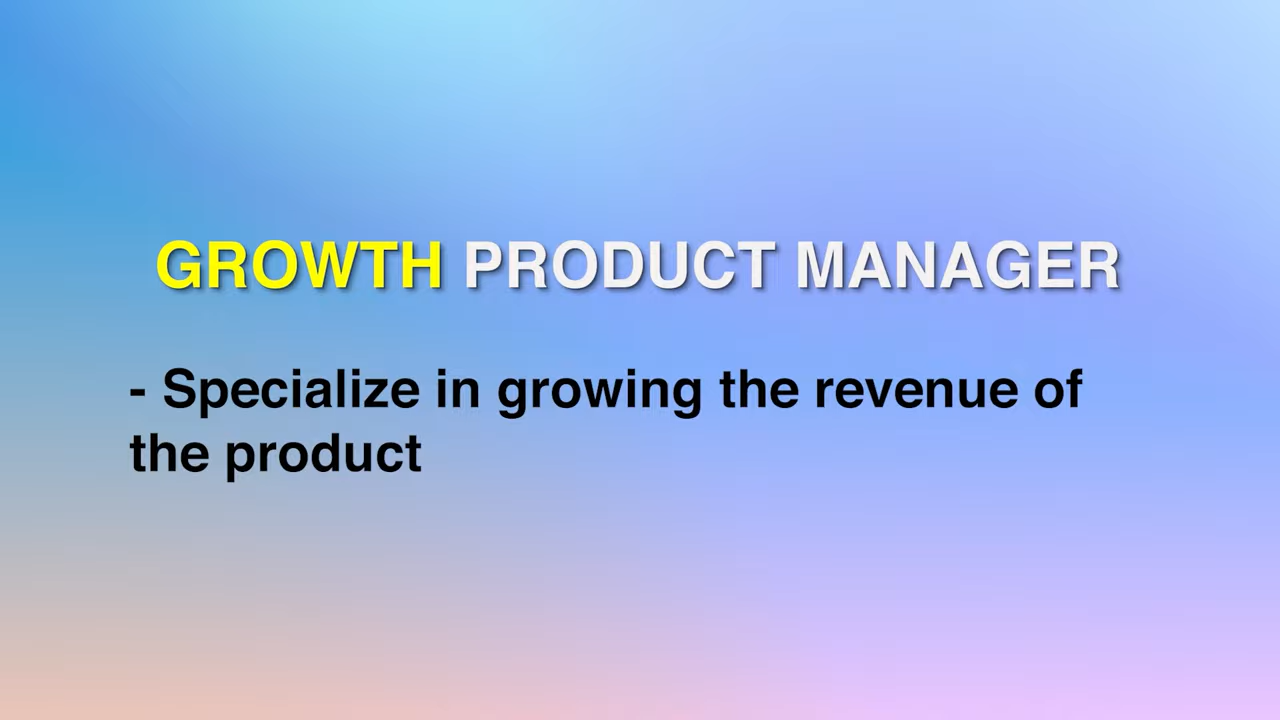 GROWTH PRODUCT MANAGER
- Specialize in growing the revenue of
the product